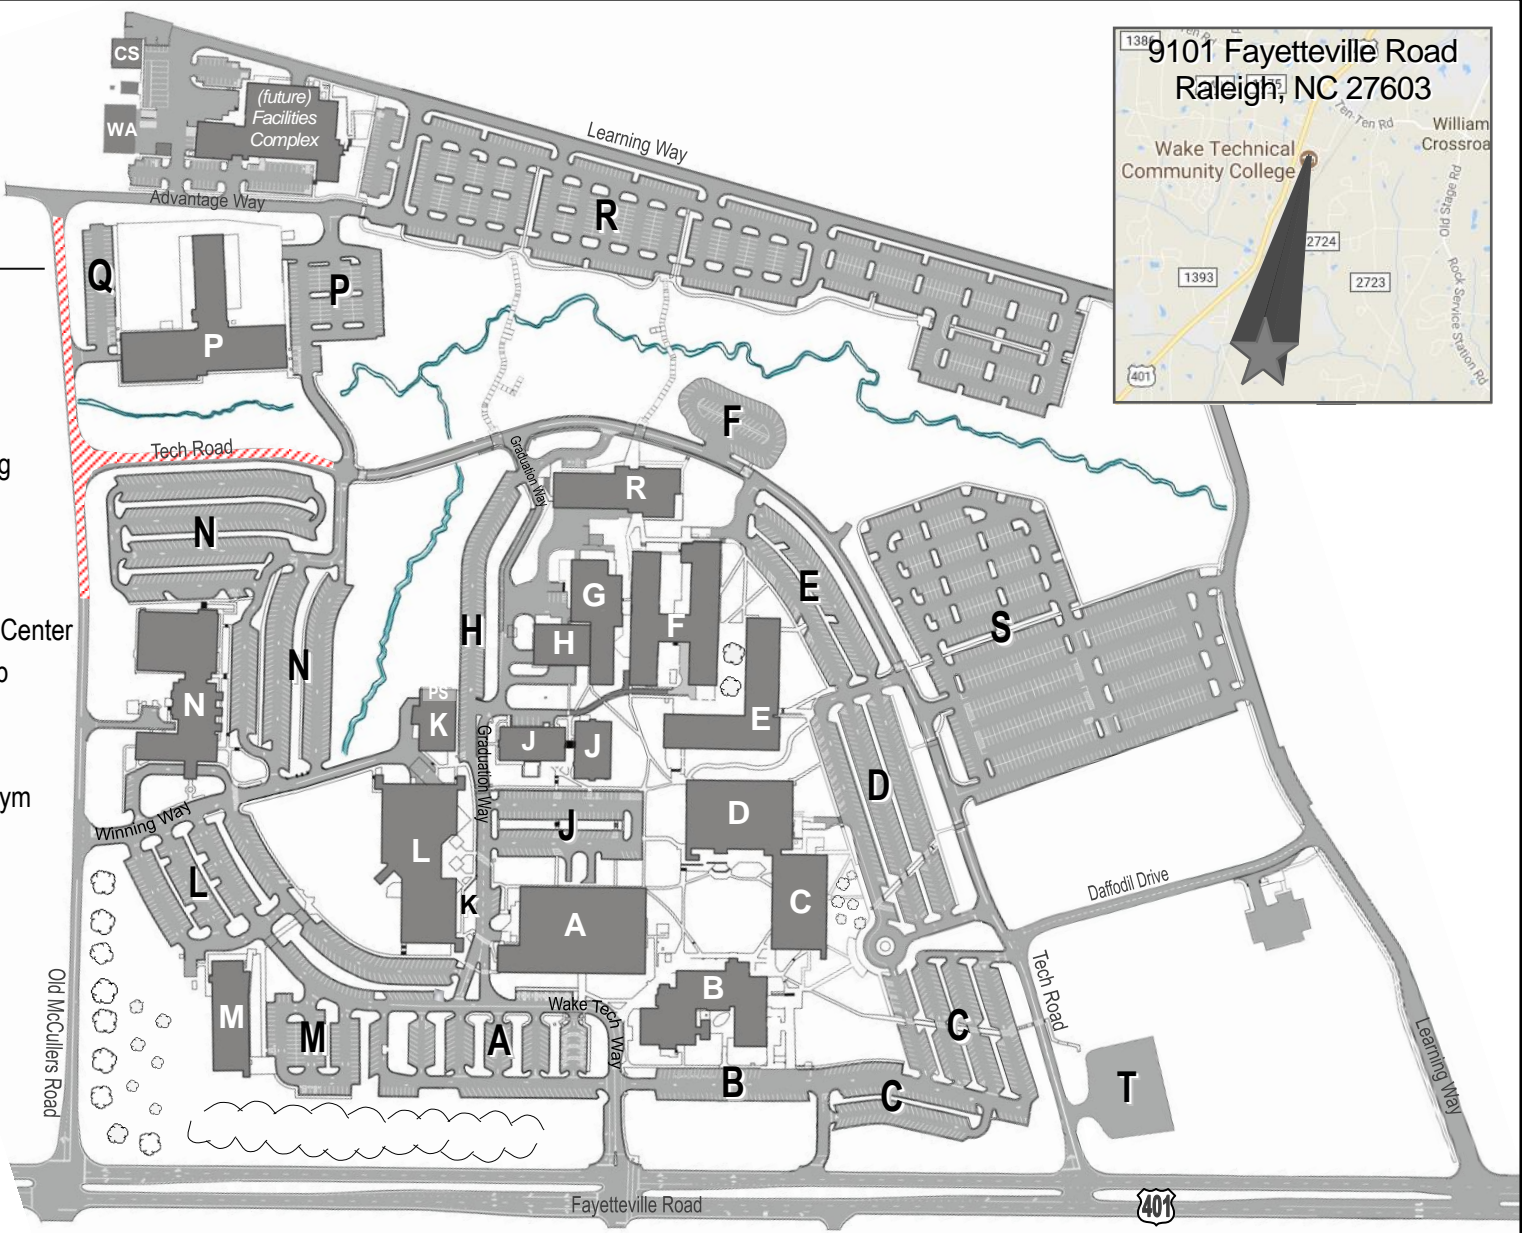 CS
WA
(future)
Facilities
Complex
Learning Way
Advantage Way
R
Q
P
P
9101 Fayetteville Road
Raleigh, NC 27603
1386
Ten-Ten Rd
William
Crossroa
Wake Technical
Community College
Old Stage Rd
2724
1393
2723
Rock Service Station Rd
401
F
Tech Road
Graduation Way
g
R
N
E
G
H
F
S
H
Center
N
N
PS
K
E
J
J
Graduation Way
D
ym
Winning Way
J
D
L
L
K
A
C
Daffodil Drive
B
Old McCullers Road
M
M
A
Wake Tech Way
C
Tech Road
B
C
T
Learning Way
Fayetteville Road
401